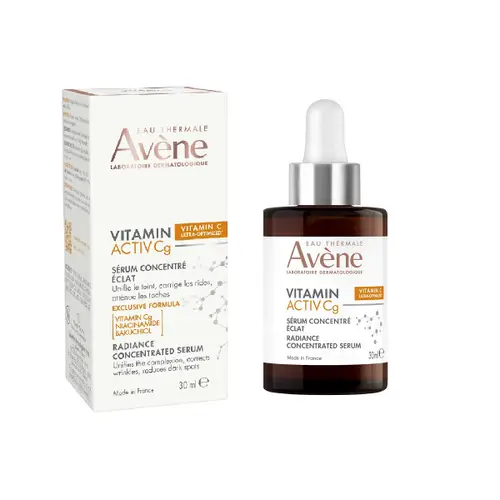 EAU THERMALE
Avène
LABORATOIRE DERMATOLOGIQUE
VITAMIN
ACTIV Cg
VITAMIN C
ULTRA-OPTIMIZED
SÉRUM CONCENTRÉ
ÉCLAT
Unifie le teint, corrige les rides,
atténue les taches
EXCLUSIVE FORMULA
VITAMIN Cg
NIACINAMIDE
BAKUCHIOL
RADIANCE
CONCENTRATED SERUM
Unifies the complexion, corrects
wrinkles, reduces dark spots
Made in France
30 ml e
EAU THERMALE
Avène
LABORATOIRE DERMATOLOGIQUE
VITAMIN
ACTIV Cg
VITAMIN C
ULTRA-OPTIMIZED
SÉRUM CONCENTRÉ
ÉCLAT
RADIANCE
CONCENTRATED SERUM
Made in France
30ml e